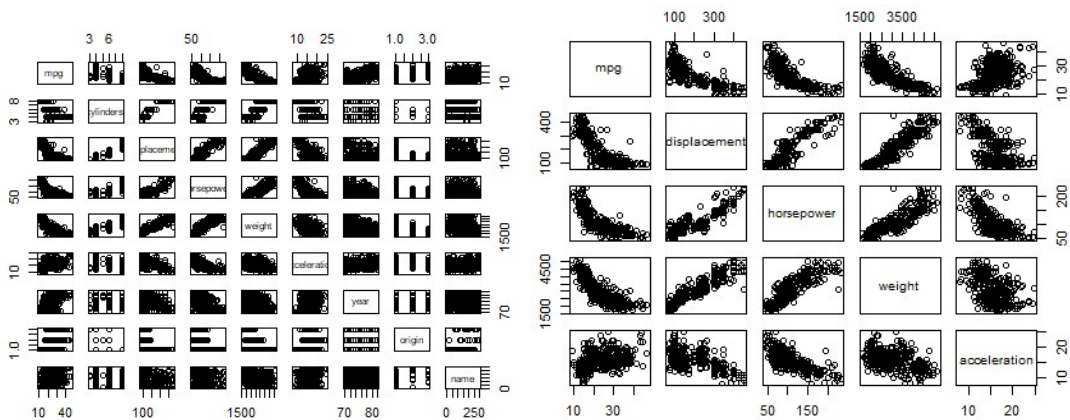 3 6
50
10 25
1.0 3.0
mpg
10
3 8
ylinders
placeme
100
50
rsepowe
weight
1500
10
cceleratio
year
70
1.0
origin
name
0
10 40
100
1500
70 80
0 250
100 300
1500 3500
mpg
10 30
100 400
displacement
horsepower
50 200
1500 4500
weight
acceleration
10 20
10 30
50 150
10 20